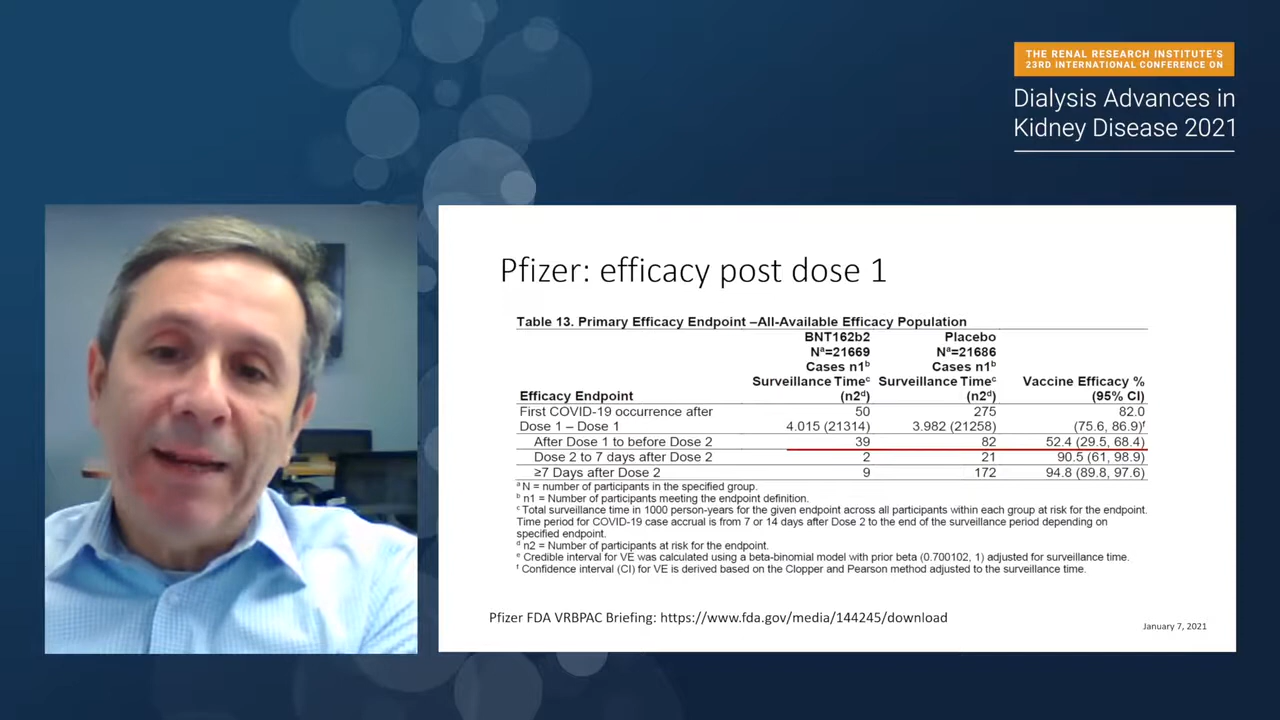 THE RENAL RESEARCH INSTITUTE'S
23RD INTERNATIONAL CONFERENCE ON
Dialysis Advances in
Kidney Disease 2021
Pfizer: efficacy post dose 1
Table 13. Primary Efficacy Endpoint –All-Available Efficacy Population
BNT162b2 Placebo
Nᵃ=21669 Nᵃ=21686
Cases n1ᵇ Cases n1ᵇ
Surveillance Timeᶜ Surveillance Timeᶜ Vaccine Efficacy %
Efficacy Endpoint (n2ᵈ) (n2ᵈ) (95% CI)
First COVID-19 occurrence after 50 275 82.0
Dose 1 – Dose 1 4.015 (21314) 3.982 (21258) (75.6, 86.9)ᶠ
After Dose 1 to before Dose 2 39 82 52.4 (29.5, 68.4)
Dose 2 to 7 days after Dose 2 2 21 90.5 (61, 98.9)
≥7 Days after Dose 2 9 172 94.8 (89.8, 97.6)
ᵃ N = number of participants in the specified group.
ᵇ n1 = Number of participants meeting the endpoint definition.
ᶜ Total surveillance time in 1000 person-years for the given endpoint across all participants within each group at risk for the endpoint.
Time period for COVID-19 case accrual is from 7 or 14 days after Dose 2 to the end of the surveillance period depending on
specified endpoint.
ᵈ n2 = Number of participants at risk for the endpoint.
ᵉ Credible interval for VE was calculated using a beta-binomial model with prior beta (0.700102, 1) adjusted for surveillance time.
ᶠ Confidence interval (CI) for VE is derived based on the Clopper and Pearson method adjusted to the surveillance time.
Pfizer FDA VRBPAC Briefing: https://www.fda.gov/media/144245/download
January 7, 2021